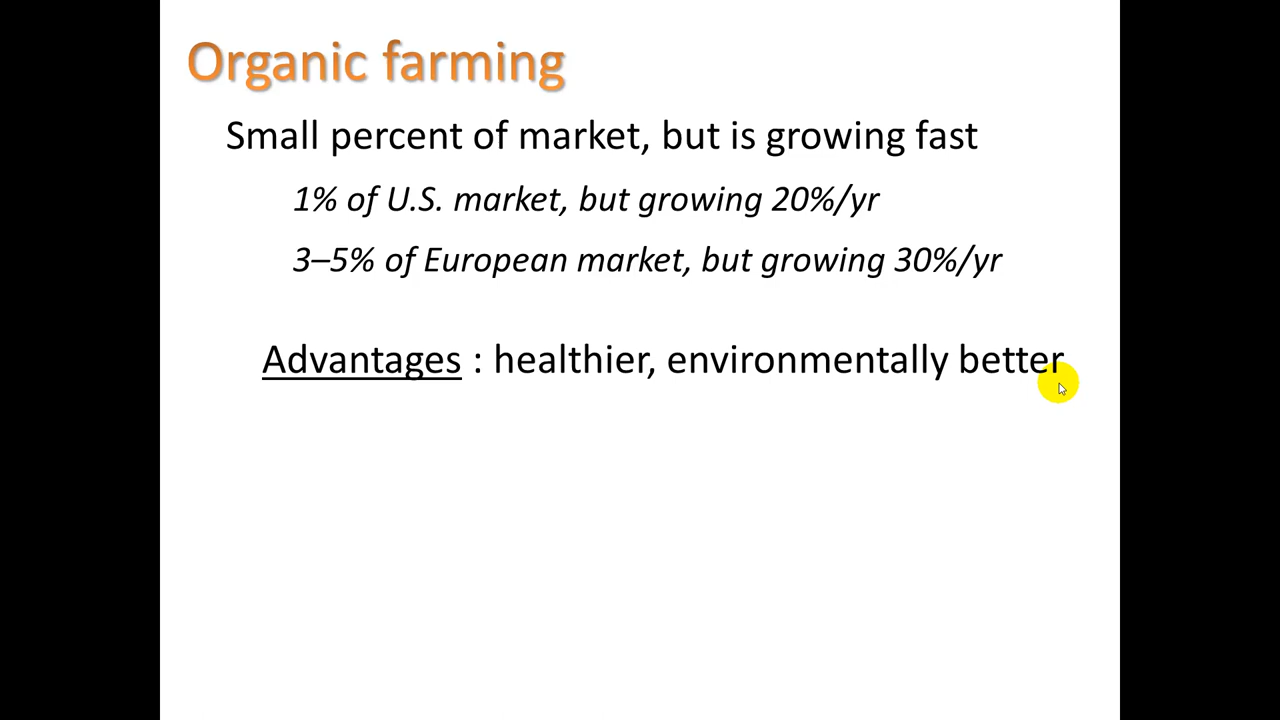 Organic farming
Small percent of market, but is growing fast
1% of U.S. market, but growing 20%/yr
3–5% of European market, but growing 30%/yr
Advantages : healthier, environmentally better